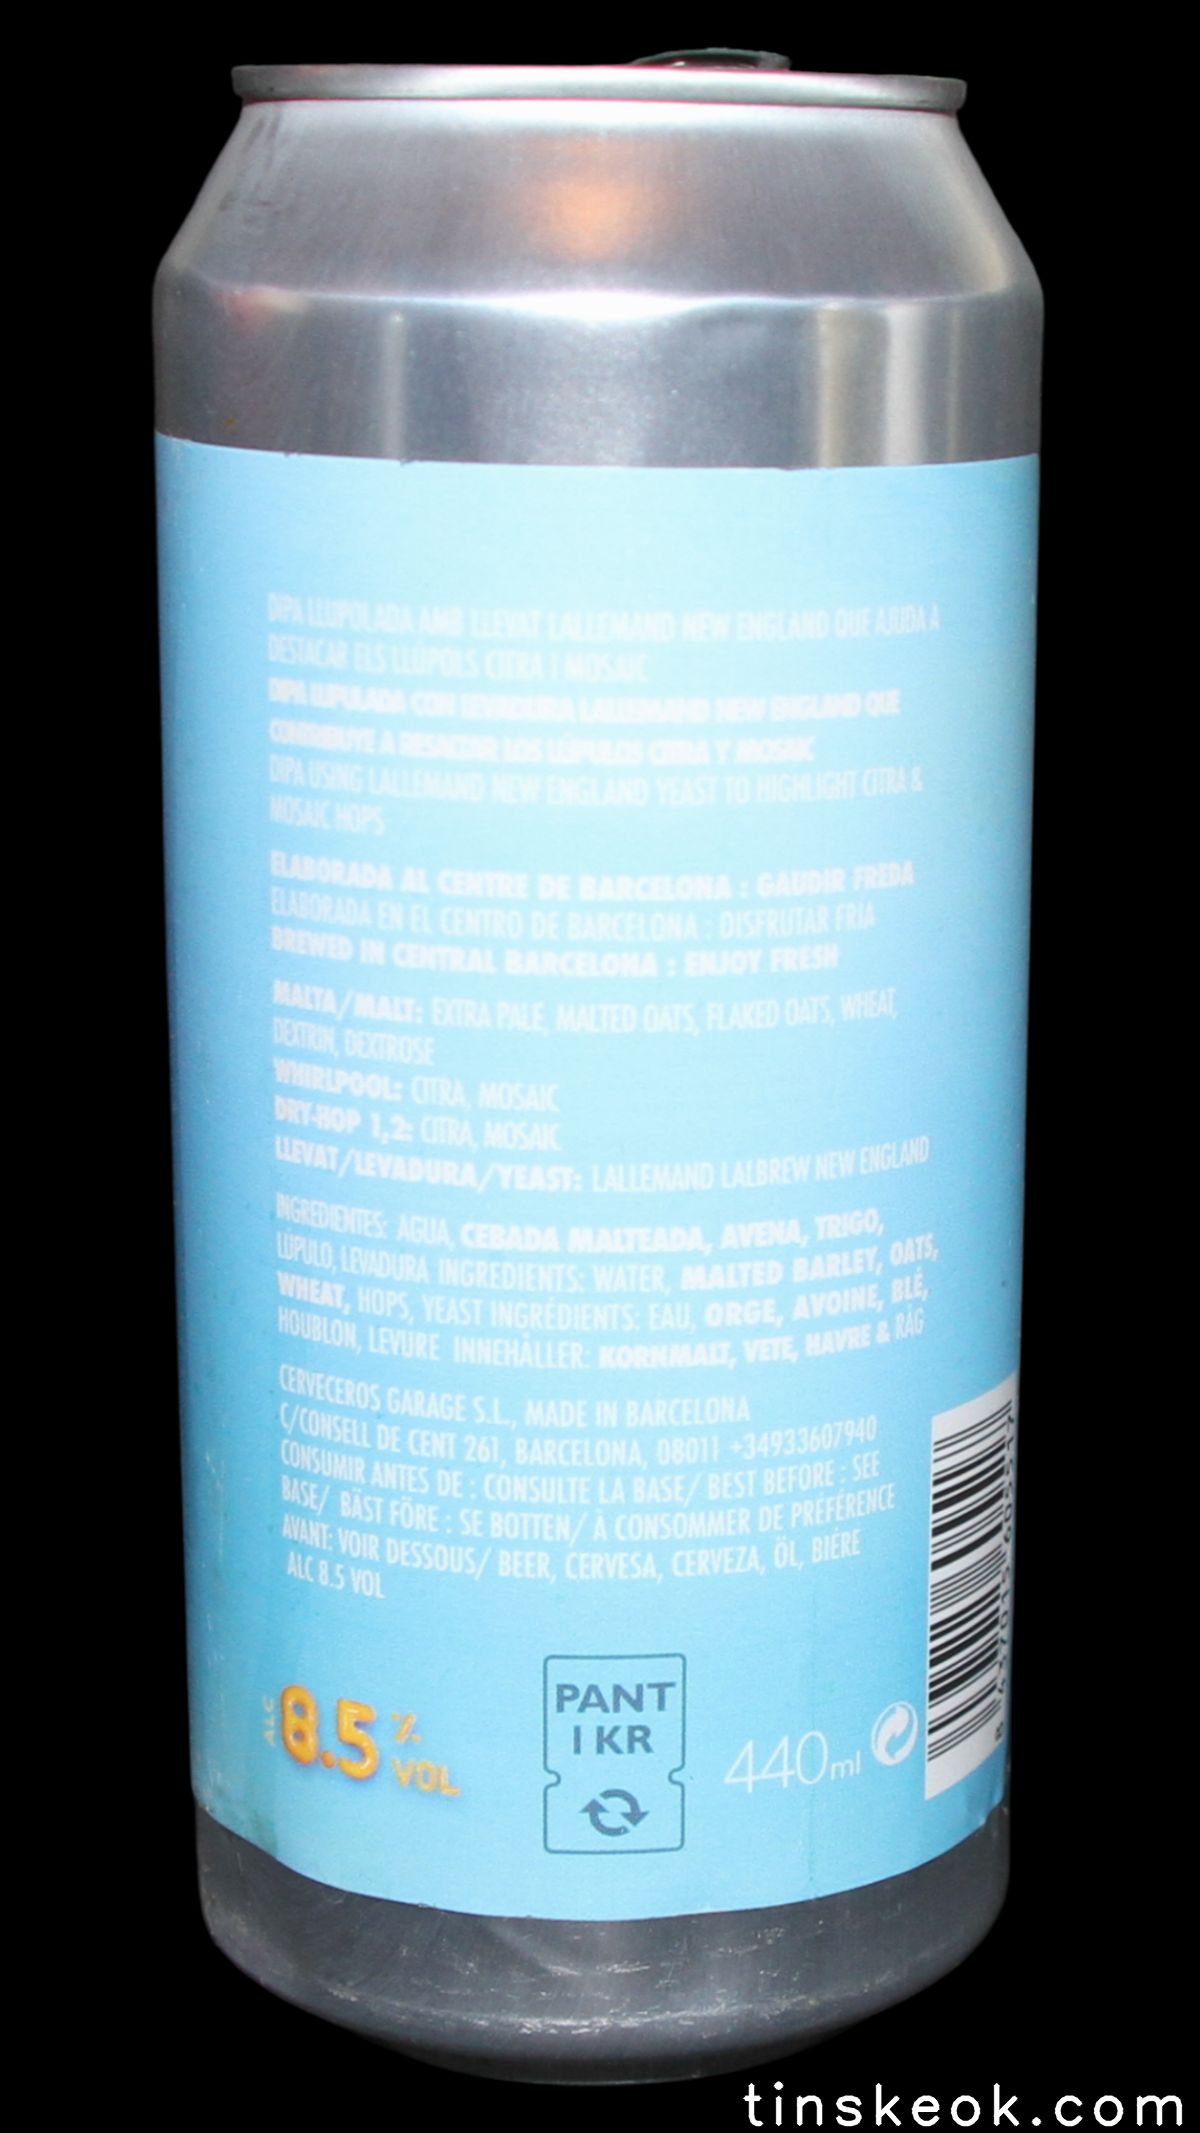 DIPA LLUPOLADA AMB LLEVAT LALLEMAND NEW ENGLAND QUE AJUDA A
DESTACAR ELS LLÚPOLS CITRA I MOSAIC
DIPA LUPULADA CON LEVADURA LALLEMAND NEW ENGLAND QUE
CONTRIBUYE A RESALTAR LOS LÚPULOS CITRA Y MOSAIC
DIPA USING LALLEMAND NEW ENGLAND YEAST TO HIGHLIGHT CITRA &
MOSAIC HOPS
ELABORADA AL CENTRE DE BARCELONA : GAUDIR FREDA
ELABORADA EN EL CENTRO DE BARCELONA : DISFRUTAR FRIA
BREWED IN CENTRAL BARCELONA : ENJOY FRESH
MALTA/MALT: EXTRA PALE, MALTED OATS, FLAKED OATS, WHEAT,
DEXTRIN, DEXTROSE
WHIRLPOOL: CITRA, MOSAIC
DRY-HOP 1,2: CITRA, MOSAIC
LLEVAT/LEVADURA/YEAST: LALLEMAND LALBREW NEW ENGLAND
INGREDIENTES: AGUA, CEBADA MALTEADA, AVENA, TRIGO,
LÚPULO, LEVADURA INGREDIENTS: WATER, MALTED BARLEY, OATS,
WHEAT, HOPS, YEAST INGRÉDIENTS: EAU, ORGE, AVOINE, BLÉ,
HOUBLON, LEVURE INNEHÅLLER: KORNMALT, VETE, HAVRE & RÅG
CERVECEROS GARAGE S.L., MADE IN BARCELONA
C/CONSELL DE CENT 261, BARCELONA, 08011 +34933607940
CONSUMIR ANTES DE : CONSULTE LA BASE/ BEST BEFORE : SEE
BASE/ BÄST FÖRE : SE BOTTEN/ À CONSOMMER DE PRÉFÉRENCE
AVANT: VOIR DESSOUS/ BEER, CERVESA, CERVEZA, ÖL, BIÉRE
ALC 8.5 VOL
ALC 8.5 % VOL
PANT
1 KR
440ml
tinskeok.com